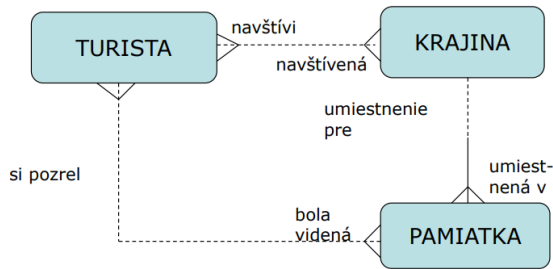 navštívi
TURISTA
KRAJINA
navštívená
umiestnenie
pre
si pozrel
umiest-
nená v
bola
videná
PAMIATKA